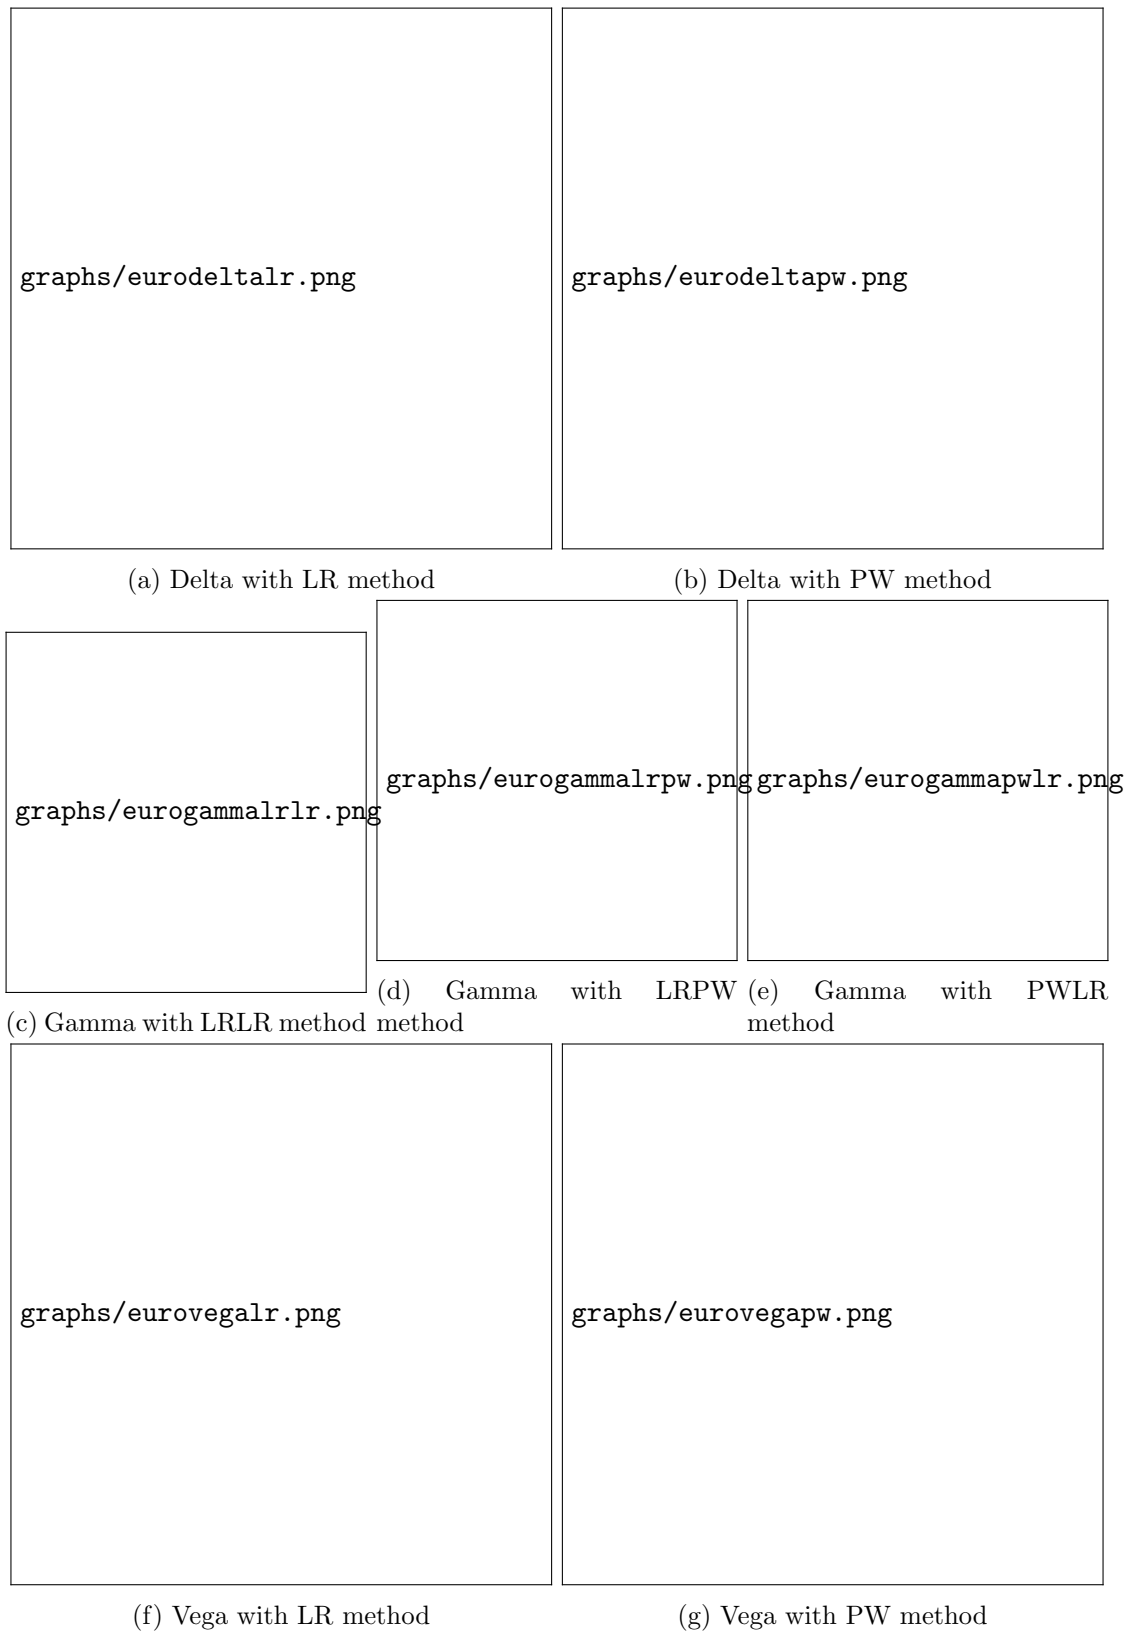 graphs/eurodeltalr.png
graphs/eurodeltapw.png
(a) Delta with LR method
(b) Delta with PW method
graphs/eurogammalrlr.png
graphs/eurogammalrpw.png
graphs/eurogammapwlr.png
(c) Gamma with LRLR method
(d) Gamma with LRPW
method
(e) Gamma with PWLR
method
graphs/eurovegalr.png
graphs/eurovegapw.png
(f) Vega with LR method
(g) Vega with PW method